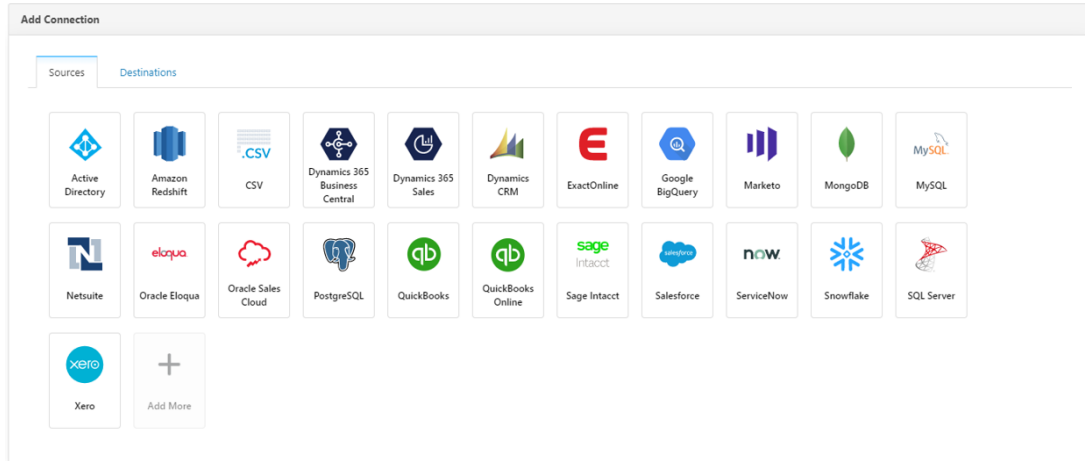 Add Connection
Sources Destinations
.CSV
MySQL
Active
Directory
Amazon
Redshift
CSV
Dynamics 365
Business
Central
Dynamics 365
Sales
Dynamics
CRM
ExactOnline
Google
BigQuery
Marketo
MongoDB
MySQL
N
eloqua
qb
qb
sage
Intacct
salesforce
now
Netsuite
Oracle Eloqua
Oracle Sales
Cloud
PostgreSQL
QuickBooks
QuickBooks
Online
Sage Intacct
Salesforce
ServiceNow
Snowflake
SQL Server
xero
Xero
Add More